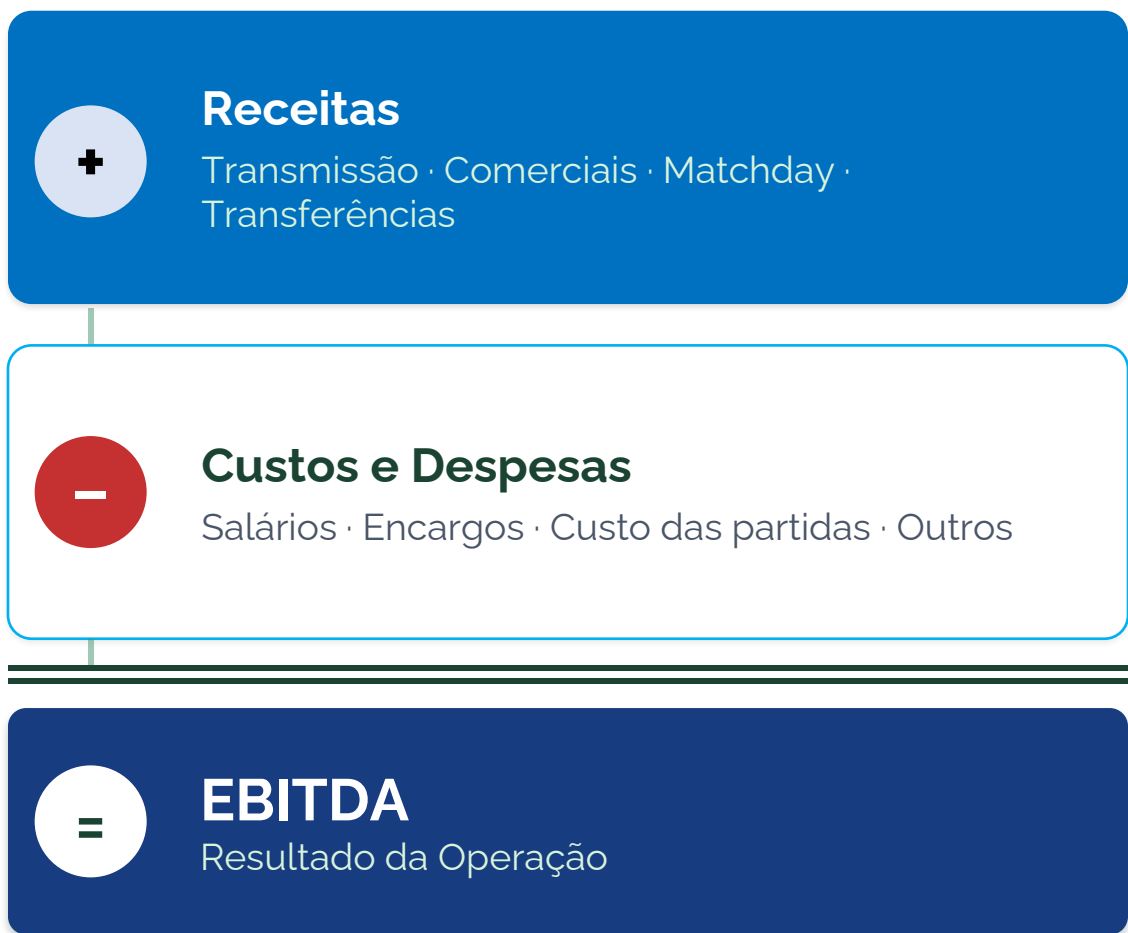 +
Receitas
Transmissão · Comerciais · Matchday ·
Transferências
–
Custos e Despesas
Salários · Encargos · Custo das partidas · Outros
=
EBITDA
Resultado da Operação